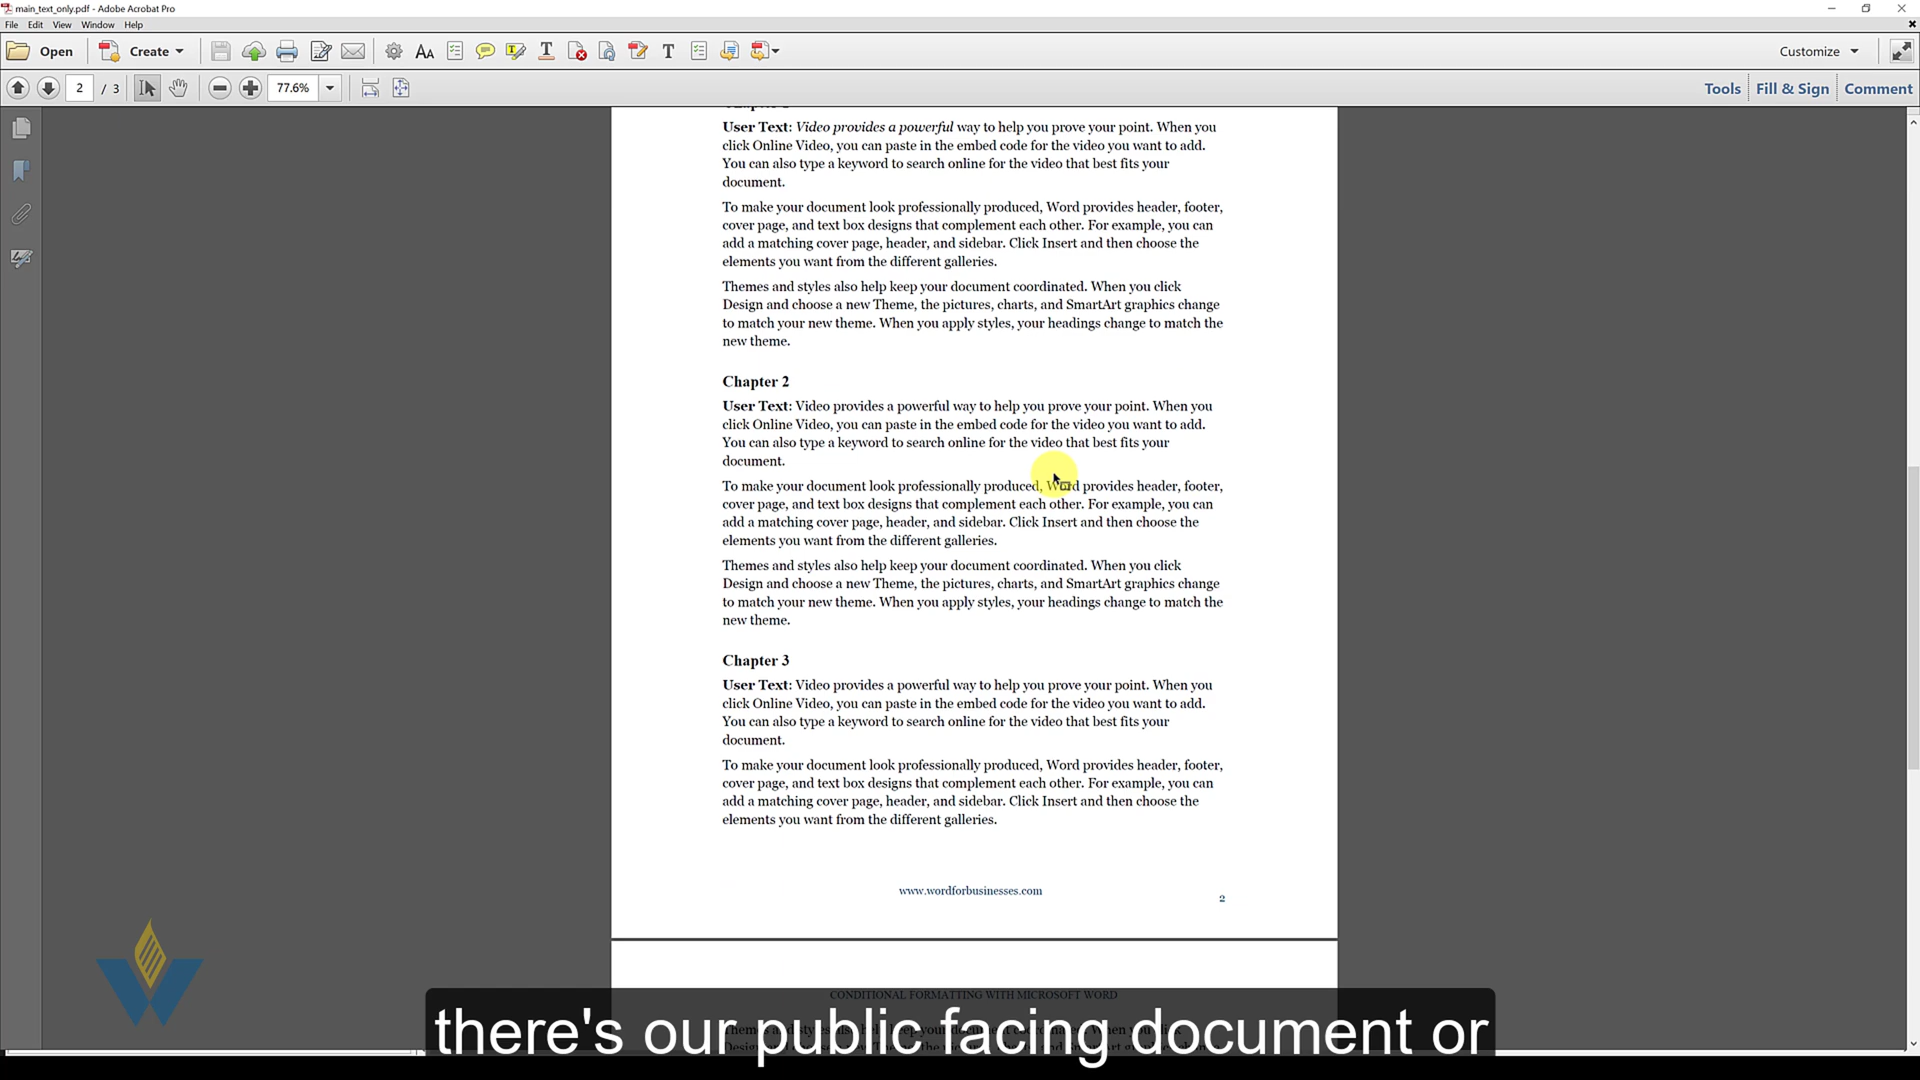 main_text_only.pdf - Adobe Acrobat Pro
File Edit View Window Help
Open Create Customize
2 / 3 77.6% Tools Fill & Sign Comment
User Text: Video provides a powerful way to help you prove your point. When you
click Online Video, you can paste in the embed code for the video you want to add.
You can also type a keyword to search online for the video that best fits your
document.
To make your document look professionally produced, Word provides header, footer,
cover page, and text box designs that complement each other. For example, you can
add a matching cover page, header, and sidebar. Click Insert and then choose the
elements you want from the different galleries.
Themes and styles also help keep your document coordinated. When you click
Design and choose a new Theme, the pictures, charts, and SmartArt graphics change
to match your new theme. When you apply styles, your headings change to match the
new theme.
Chapter 2
User Text: Video provides a powerful way to help you prove your point. When you
click Online Video, you can paste in the embed code for the video you want to add.
You can also type a keyword to search online for the video that best fits your
document.
To make your document look professionally produced, Word provides header, footer,
cover page, and text box designs that complement each other. For example, you can
add a matching cover page, header, and sidebar. Click Insert and then choose the
elements you want from the different galleries.
Themes and styles also help keep your document coordinated. When you click
Design and choose a new Theme, the pictures, charts, and SmartArt graphics change
to match your new theme. When you apply styles, your headings change to match the
new theme.
Chapter 3
User Text: Video provides a powerful way to help you prove your point. When you
click Online Video, you can paste in the embed code for the video you want to add.
You can also type a keyword to search online for the video that best fits your
document.
To make your document look professionally produced, Word provides header, footer,
cover page, and text box designs that complement each other. For example, you can
add a matching cover page, header, and sidebar. Click Insert and then choose the
elements you want from the different galleries.
www.wordforbusinesses.com
2
CONDITIONAL FORMATTING WITH MICROSOFT WORD
there's our public facing document or